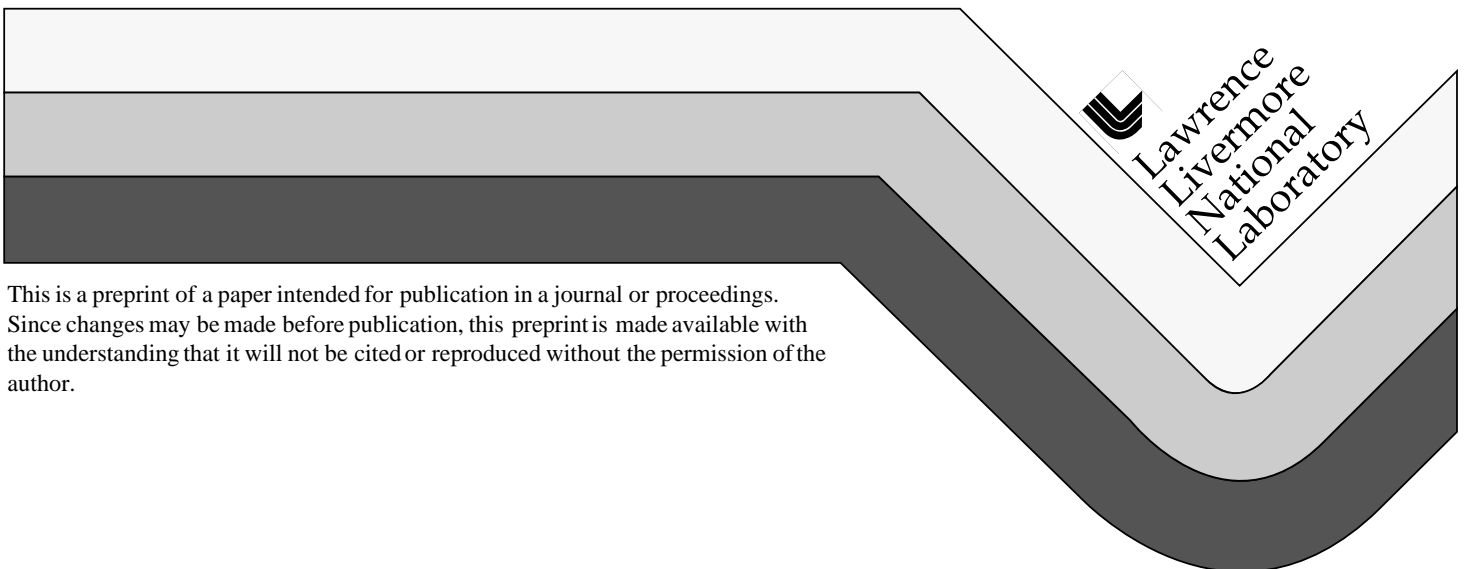 Lawrence
Livermore
National
Laboratory
This is a preprint of a paper intended for publication in a journal or proceedings.
Since changes may be made before publication, this preprint is made available with
the understanding that it will not be cited or reproduced without the permission of the
author.